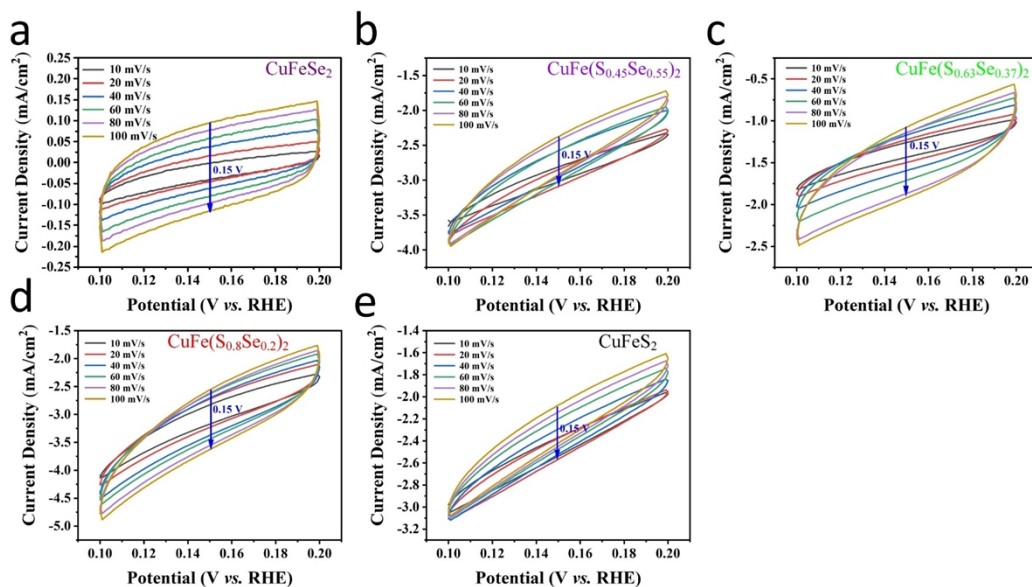 a
CuFeSe2
10 mV/s
20 mV/s
40 mV/s
60 mV/s
80 mV/s
100 mV/s
0.15 V
0.25
0.20
0.15
0.10
0.05
0.00
-0.05
-0.10
-0.15
-0.20
-0.25
0.10 0.12 0.14 0.16 0.18 0.20
Current Density (mA/cm²)
Potential (V vs. RHE)
b
CuFe(S0.45Se0.55)2
10 mV/s
20 mV/s
40 mV/s
60 mV/s
80 mV/s
100 mV/s
0.15 V
-1.5
-2.0
-2.5
-3.0
-3.5
-4.0
0.10 0.12 0.14 0.16 0.18 0.20
Current Density (mA/cm²)
Potential (V vs. RHE)
c
CuFe(S0.63Se0.37)2
10 mV/s
20 mV/s
40 mV/s
60 mV/s
80 mV/s
100 mV/s
0.15 V
-0.5
-1.0
-1.5
-2.0
-2.5
0.10 0.12 0.14 0.16 0.18 0.20
Current Density (mA/cm²)
Potential (V vs. RHE)
d
CuFe(S0.8Se0.2)2
10 mV/s
20 mV/s
40 mV/s
60 mV/s
80 mV/s
100 mV/s
0.15 V
-1.5
-2.0
-2.5
-3.0
-3.5
-4.0
-4.5
-5.0
0.10 0.12 0.14 0.16 0.18 0.20
Current Density (mA/cm²)
Potential (V vs. RHE)
e
CuFeS2
10 mV/s
20 mV/s
40 mV/s
60 mV/s
80 mV/s
100 mV/s
0.15 V
-1.4
-1.6
-1.8
-2.0
-2.2
-2.4
-2.6
-2.8
-3.0
-3.2
0.10 0.12 0.14 0.16 0.18 0.20
Current Density (mA/cm²)
Potential (V vs. RHE)